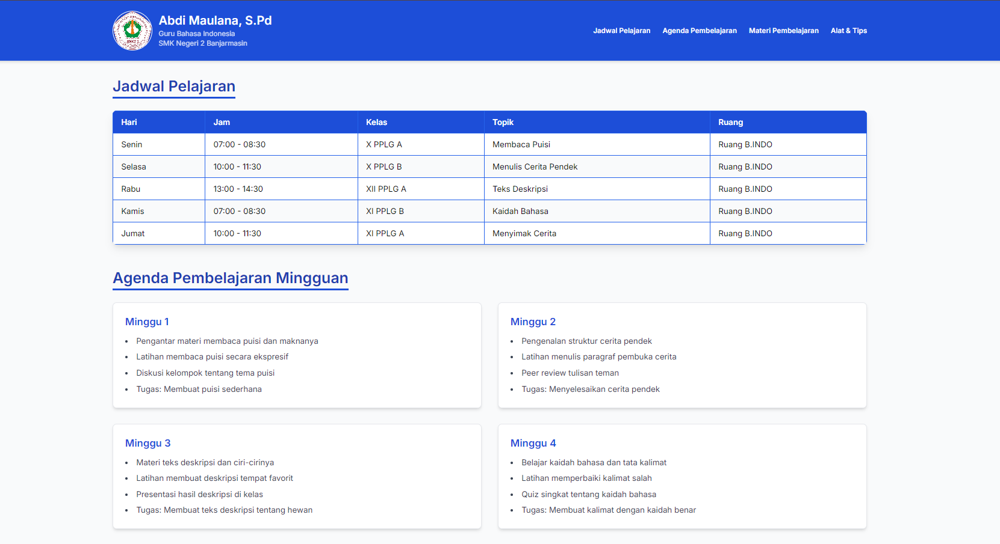 Abdi Maulana, S.Pd
Guru Bahasa Indonesia
SMK Negeri 2 Banjarmasin
Jadwal Pelajaran Agenda Pembelajaran Materi Pembelajaran Alat & Tips
Jadwal Pelajaran
Hari Jam Kelas Topik Ruang
Senin 07:00 - 08:30 X PPLG A Membaca Puisi Ruang B.INDO
Selasa 10:00 - 11:30 X PPLG B Menulis Cerita Pendek Ruang B.INDO
Rabu 13:00 - 14:30 XII PPLG A Teks Deskripsi Ruang B.INDO
Kamis 07:00 - 08:30 XI PPLG B Kaidah Bahasa Ruang B.INDO
Jumat 10:00 - 11:30 XI PPLG A Menyimak Cerita Ruang B.INDO
Agenda Pembelajaran Mingguan
Minggu 1
• Pengantar materi membaca puisi dan maknanya
• Latihan membaca puisi secara ekspresif
• Diskusi kelompok tentang tema puisi
• Tugas: Membuat puisi sederhana
Minggu 2
• Pengenalan struktur cerita pendek
• Latihan menulis paragraf pembuka cerita
• Peer review tulisan teman
• Tugas: Menyelesaikan cerita pendek
Minggu 3
• Materi teks deskripsi dan ciri-cirinya
• Latihan membuat deskripsi tempat favorit
• Presentasi hasil deskripsi di kelas
• Tugas: Membuat teks deskripsi tentang hewan
Minggu 4
• Belajar kaidah bahasa dan tata kalimat
• Latihan memperbaiki kalimat salah
• Quiz singkat tentang kaidah bahasa
• Tugas: Membuat kalimat dengan kaidah benar